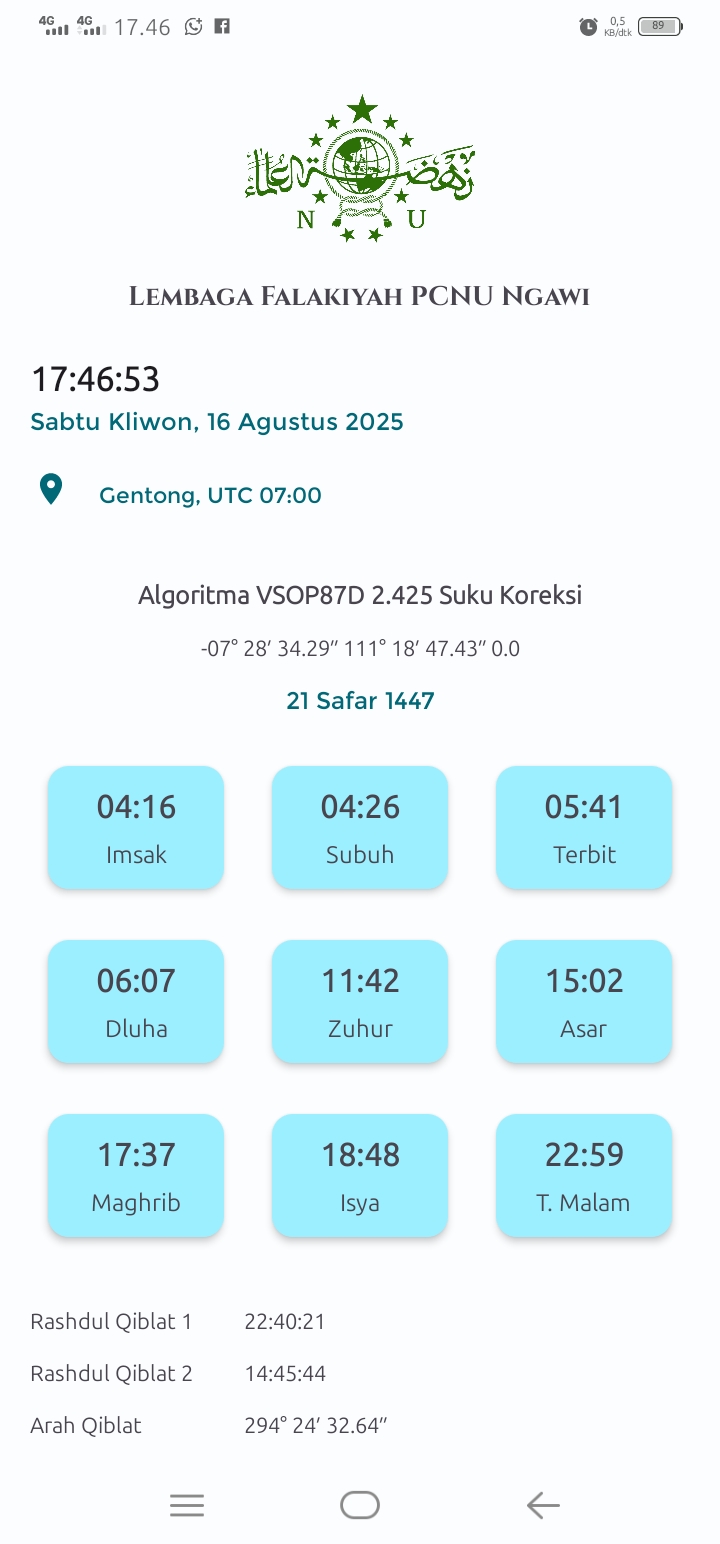 4G 4G 17.46 0,5 KB/dtk 89
نهضة العلماء
N U
Lembaga Falakiyah PCNU Ngawi
17:46:53
Sabtu Kliwon, 16 Agustus 2025
Gentong, UTC 07:00
Algoritma VSOP87D 2.425 Suku Koreksi
-07° 28′ 34.29″ 111° 18′ 47.43″ 0.0
21 Safar 1447
04:16 04:26 05:41
Imsak Subuh Terbit
06:07 11:42 15:02
Dluha Zuhur Asar
17:37 18:48 22:59
Maghrib Isya T. Malam
Rashdul Qiblat 1 22:40:21
Rashdul Qiblat 2 14:45:44
Arah Qiblat 294° 24′ 32.64″